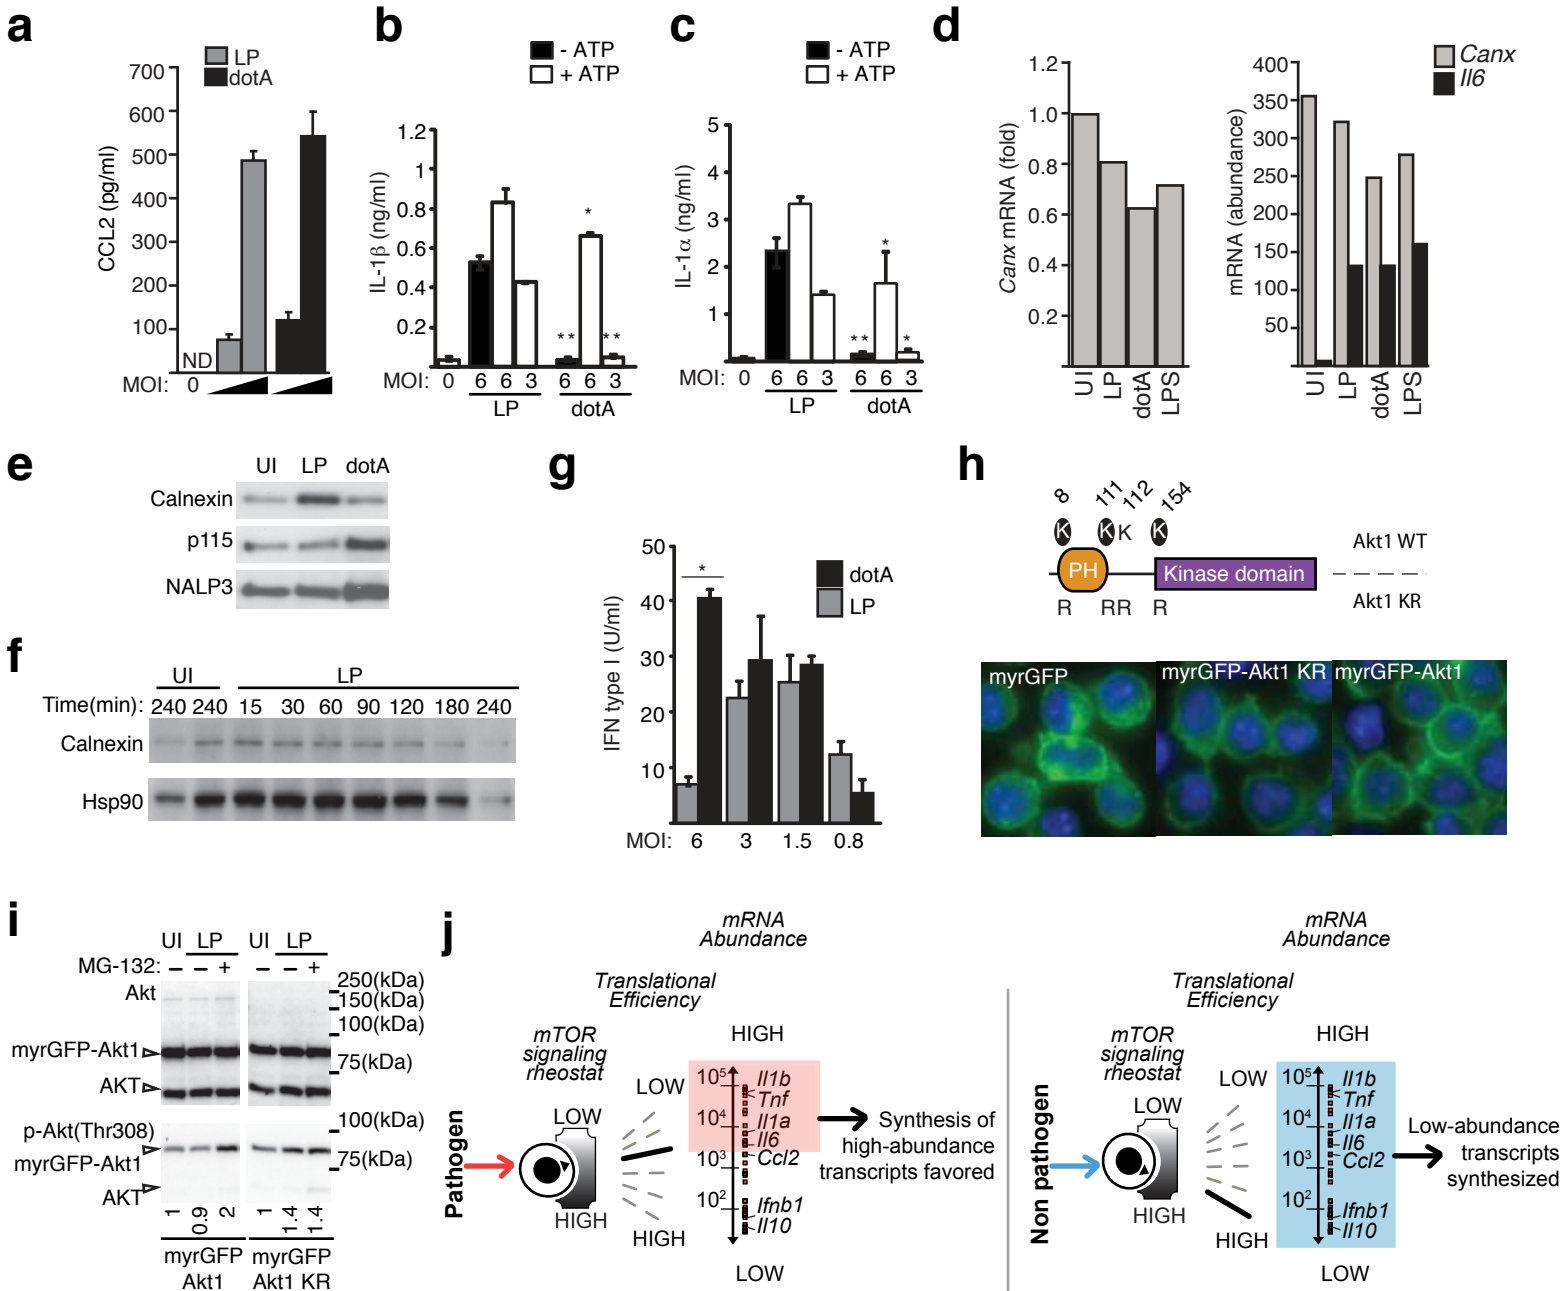 a
LP
dotA
CCL2 (pg/ml)
700
600
500
400
300
200
100
ND
MOI: 0
b
- ATP
+ ATP
IL-1β (ng/ml)
1.2
1
0.8
0.6
0.4
0.2
*
** **
MOI: 0 6 6 3 6 6 3
LP dotA
c
- ATP
+ ATP
IL-1α (ng/ml)
5
4
3
2
1
*
** *
MOI: 0 6 6 3 6 6 3
LP dotA
d
Canx mRNA (fold)
1.2
1.0
0.8
0.6
0.4
0.2
UI LP dotA LPS
Canx
Il6
mRNA (abundance)
400
350
300
250
200
150
100
50
UI LP dotA LPS
e
UI LP dotA
Calnexin
p115
NALP3
f
UI LP
Time(min): 240 240 15 30 60 90 120 180 240
Calnexin
Hsp90
g
dotA
LP
IFN type I (U/ml)
50
40
30
20
10
*
MOI: 6 3 1.5 0.8
h
8 111 112 154
K K K K
PH
Kinase domain
Akt1 WT
Akt1 KR
R RR R
myrGFP
myrGFP-Akt1 KR
myrGFP-Akt1
i
UI LP UI LP
MG-132: – – + – – +
Akt
250(kDa)
150(kDa)
100(kDa)
myrGFP-Akt1
75(kDa)
AKT
p-Akt(Thr308)
100(kDa)
myrGFP-Akt1
75(kDa)
AKT
1 0.9 2 1 1.4 1.4
myrGFP myrGFP
Akt1 Akt1 KR
j
mRNA
Abundance
Translational
Efficiency
mTOR
signaling
rheostat
HIGH
LOW
LOW
HIGH
HIGH
Pathogen
10⁵
10⁴
10³
10²
Il1b
Tnf
Il1a
Il6
Ccl2
Ifnb1
Il10
LOW
Synthesis of
high-abundance
transcripts favored
mRNA
Abundance
Translational
Efficiency
mTOR
signaling
rheostat
HIGH
LOW
LOW
HIGH
HIGH
Non pathogen
10⁵
10⁴
10³
10²
Il1b
Tnf
Il1a
Il6
Ccl2
Ifnb1
Il10
LOW
Low-abundance
transcripts
synthesized